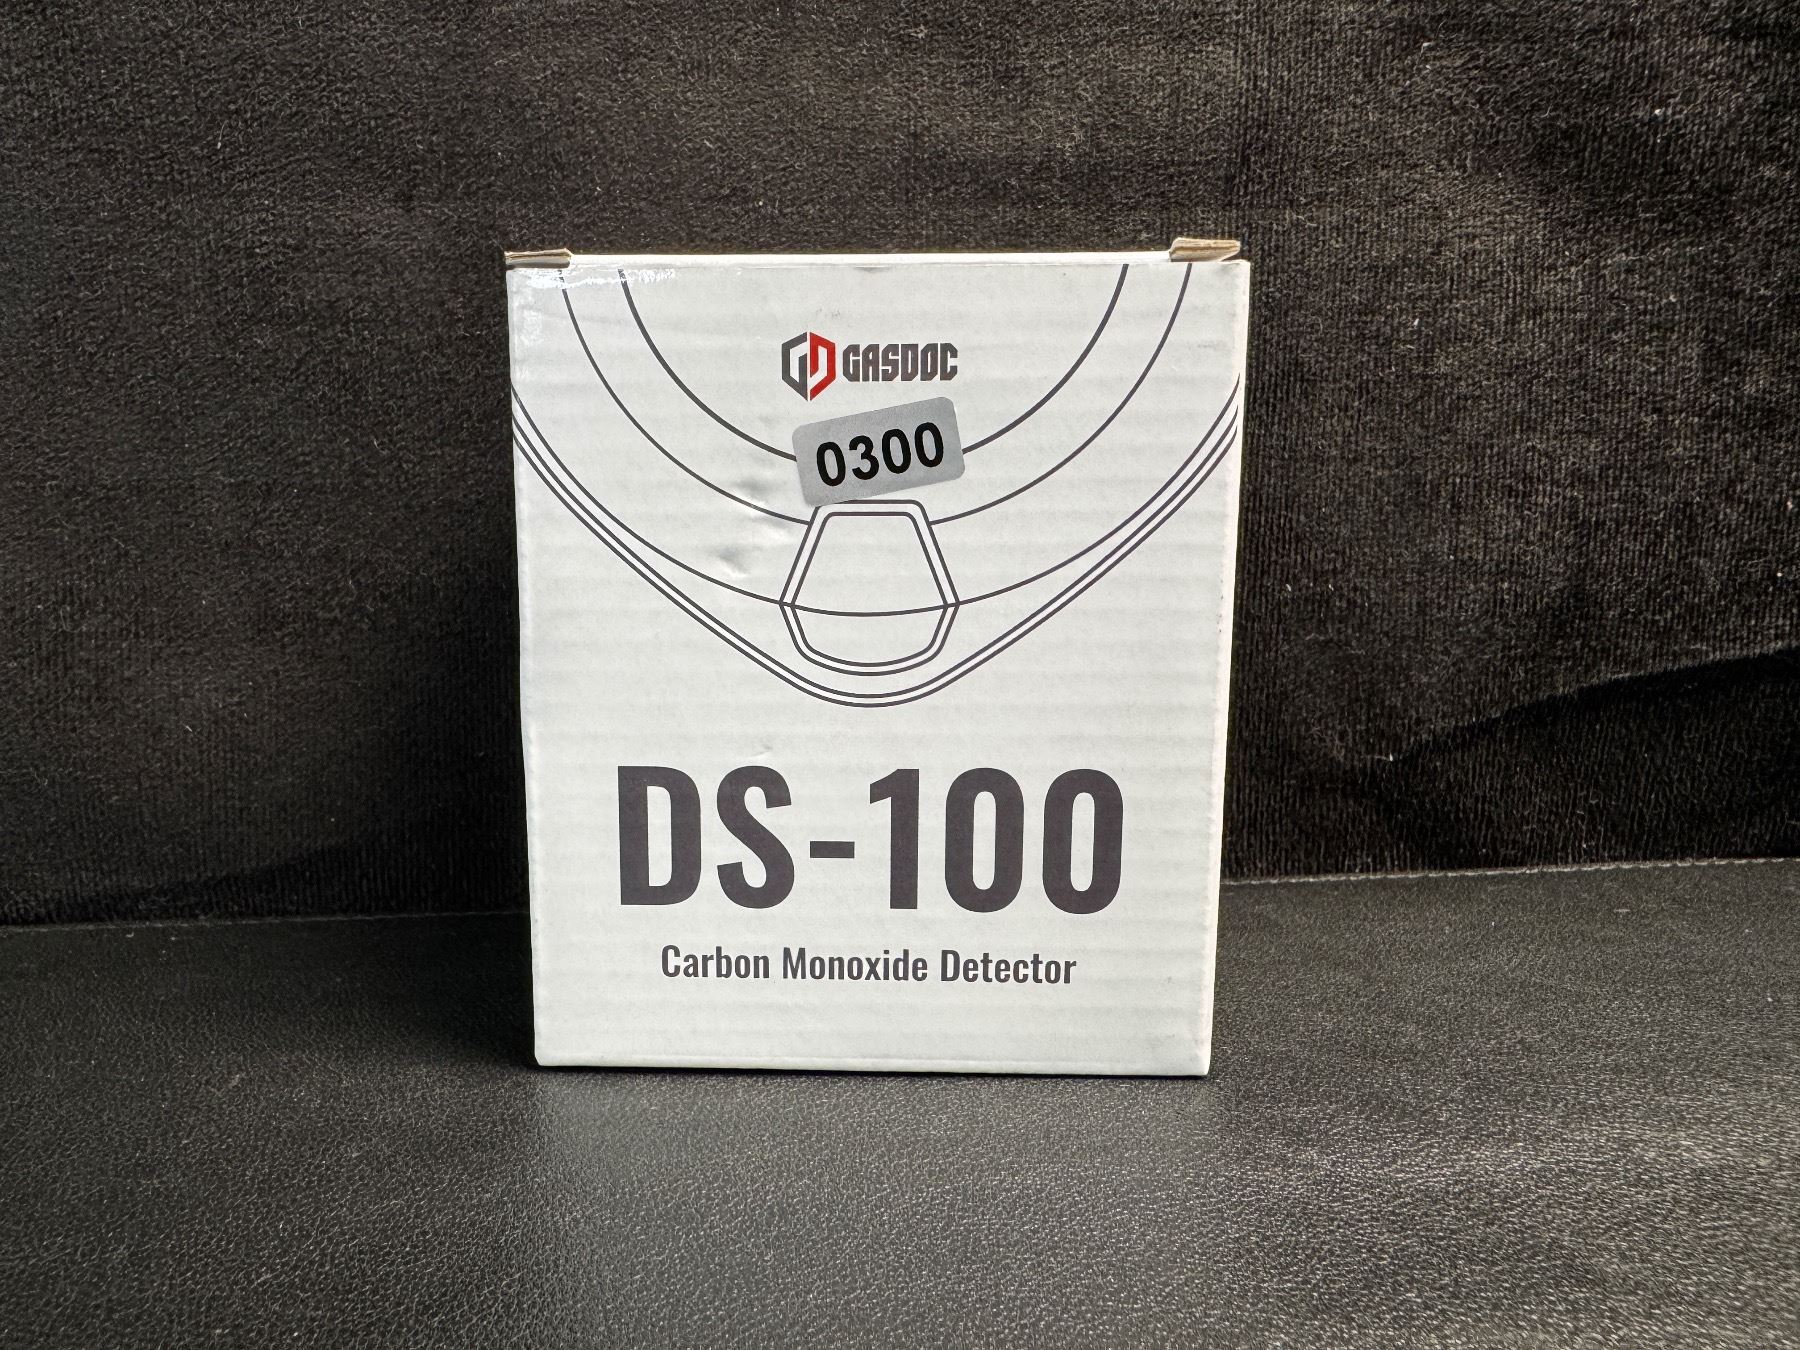 GASDOC
0300
DS-100
Carbon Monoxide Detector